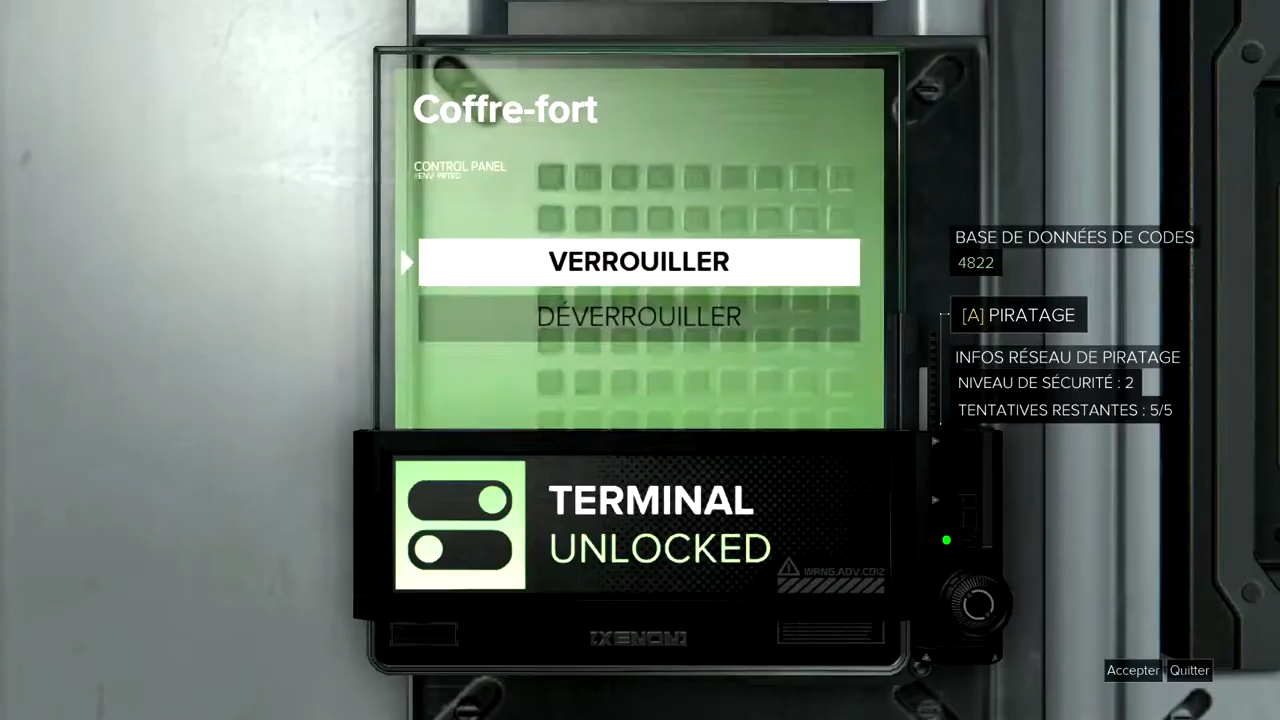 Coffre-fort
CONTROL PANEL
VERROUILLER
DÉVERROUILLER
BASE DE DONNÉES DE CODES
4822
[A] PIRATAGE
INFOS RÉSEAU DE PIRATAGE
NIVEAU DE SÉCURITÉ : 2
TENTATIVES RESTANTES : 5/5
TERMINAL
UNLOCKED
WRNG.ADV.CD12
XENON
Accepter Quitter